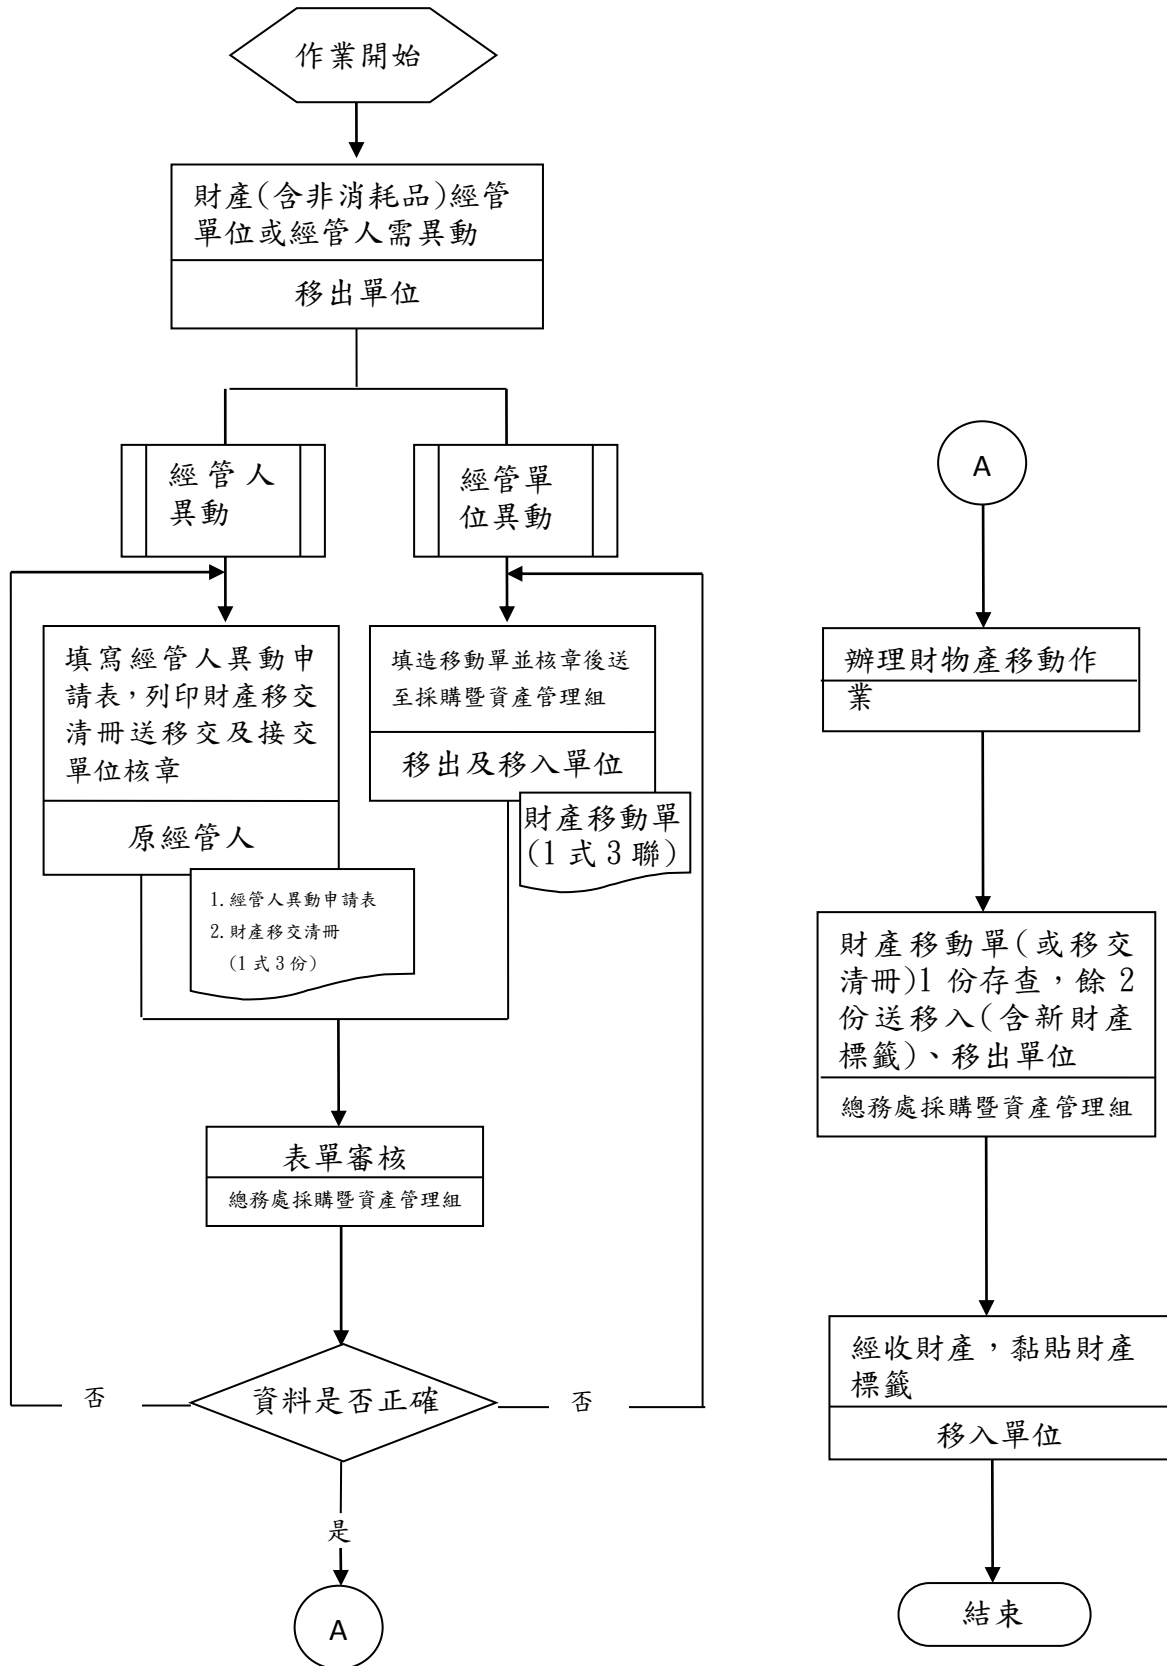 作業開始
財產(含非消耗品)經管
單位或經管人需異動
移出單位
經管人
異動
經管單
位異動
填寫經管人異動申
請表，列印財產移交
清冊送移交及接交
單位核章
原經管人
1.經管人異動申請表
2.財產移交清冊
(1式3份)
填造移動單並核章後送
至採購暨資產管理組
移出及移入單位
財產移動單
(1式3聯)
表單審核
總務處採購暨資產管理組
資料是否正確
否
否
是
A
A
辦理財物產移動作
業
財產移動單(或移交
清冊)1份存查，餘2
份送移入(含新財產
標籤)、移出單位
總務處採購暨資產管理組
經收財產，黏貼財產
標籤
移入單位
結束